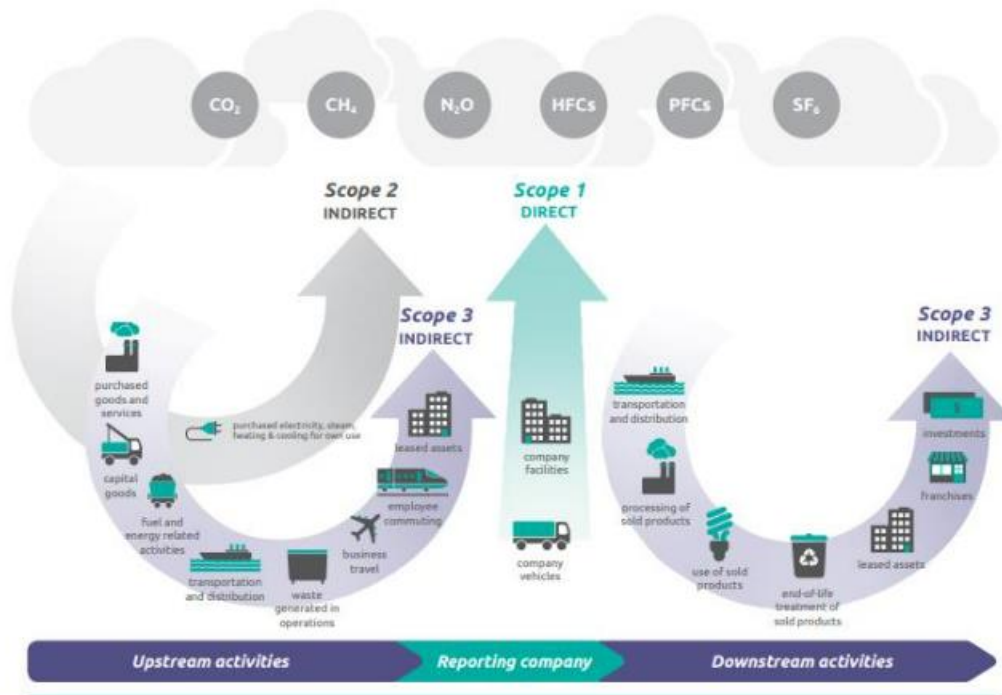 CO₂
CH₄
N₂O
HFCs
PFCs
SF₆
Scope 2
INDIRECT
Scope 1
DIRECT
Scope 3
INDIRECT
Scope 3
INDIRECT
purchased
goods and
services
capital
goods
fuel and
energy related
activities
transportation
and distribution
waste
generated in
operations
business
travel
employee
commuting
leased assets
purchased electricity, steam,
heating & cooling for own use
company
facilities
company
vehicles
transportation
and distribution
processing of
sold products
use of sold
products
end-of-life
treatment of
sold products
leased assets
franchises
investments
Upstream activities
Reporting company
Downstream activities